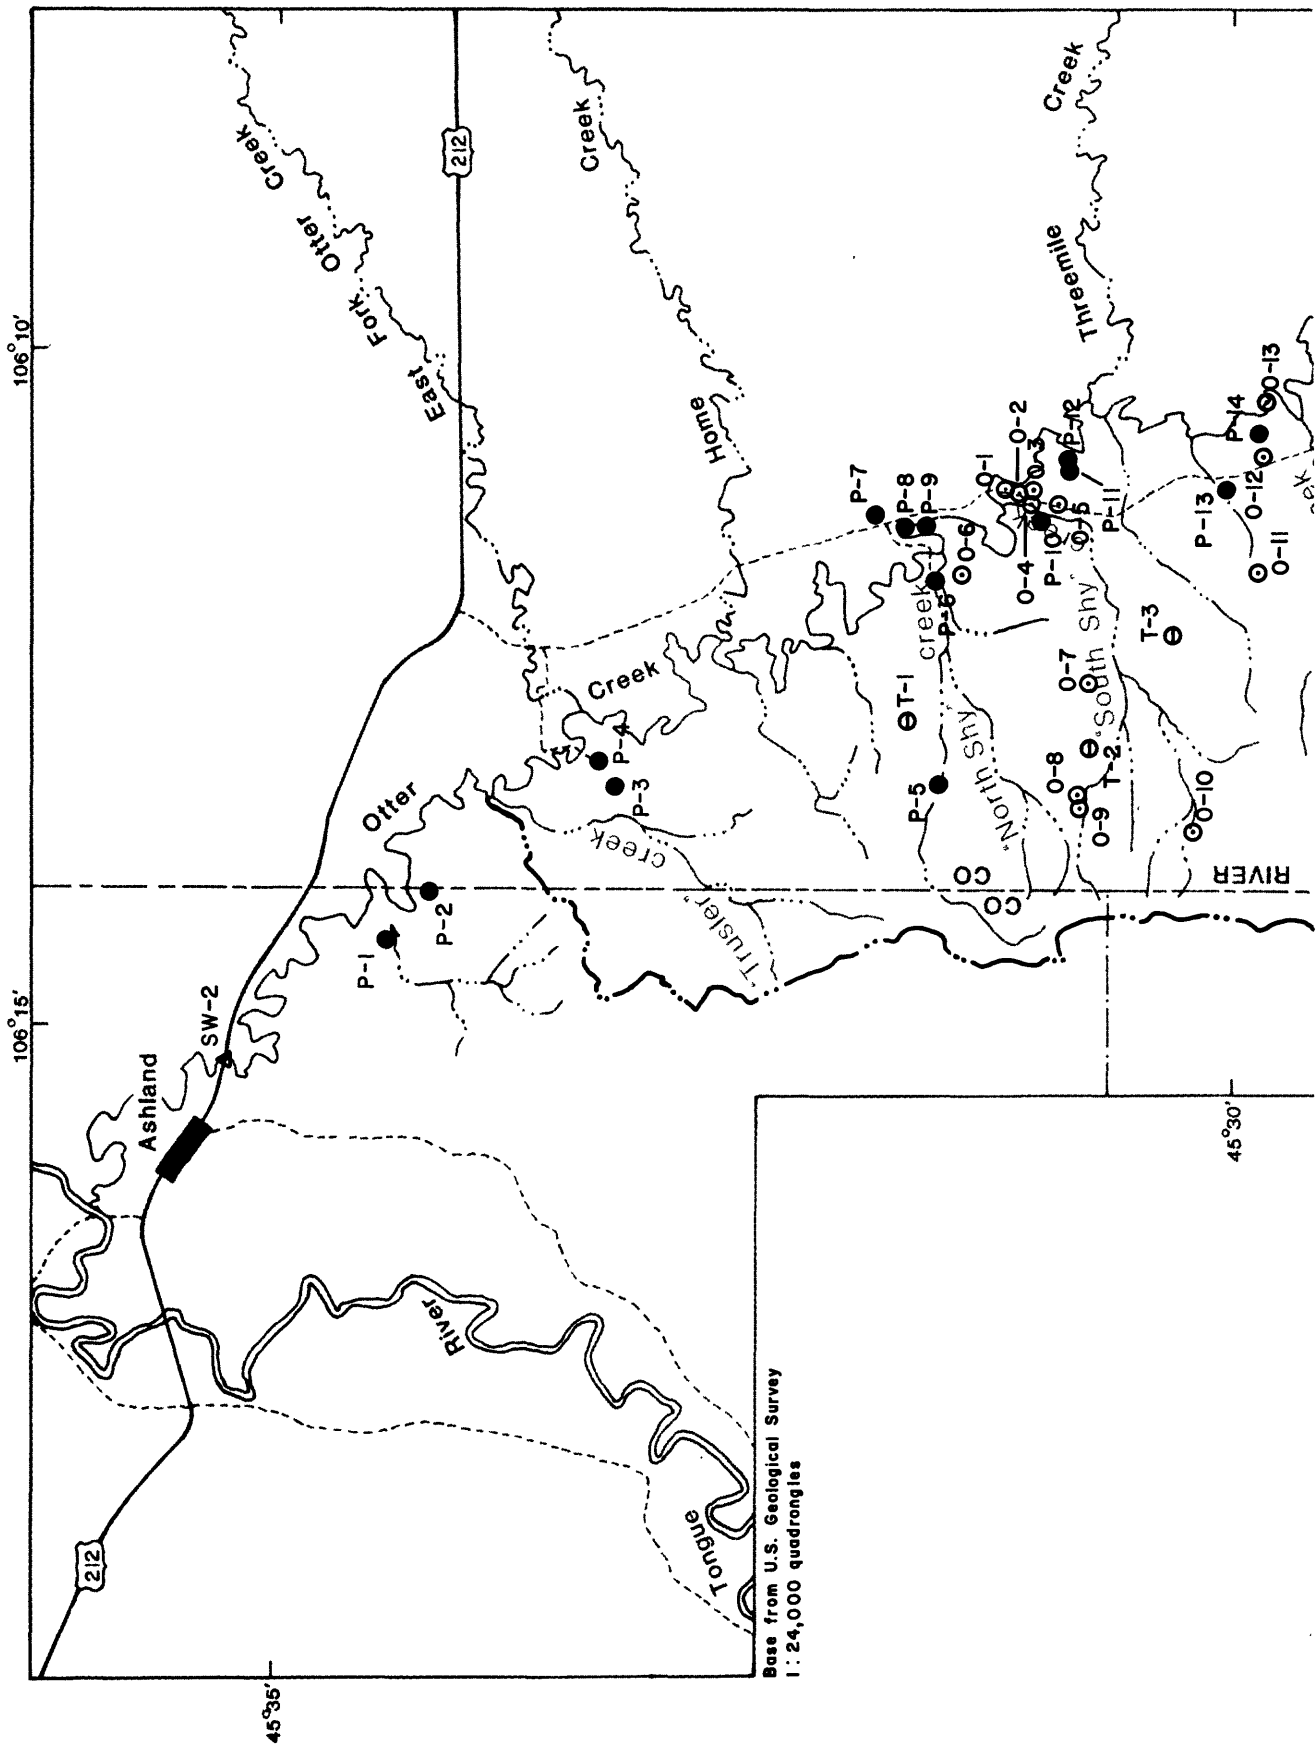 106°10'
106°15'
45°35'
45°30'
212
212
Ashland
SW-2
Otter
Creek
East
Fork
Otter
Creek
Home
Creek
Threemile
Creek
Tongue
River
"Trusler"
creek
"North Shy"
creek
"South Shy"
CO
CO
RIVER
P-1
P-2
P-3
P-4
P-5
P-6
P-7
P-8
P-9
P-10
P-11
P-12
P-13
P-14
O-1
O-2
O-3
O-4
O-5
O-6
O-7
O-8
O-9
O-10
O-11
O-12
O-13
T-1
T-2
T-3
Base from U.S. Geological Survey
1:24,000 quadrangles